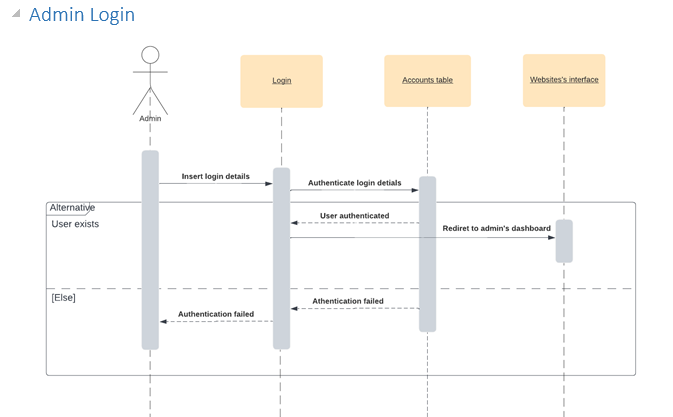 Admin Login
Login
Accounts table
Websites's interface
Admin
Insert login details
Authenticate login detials
Alternative
User exists
User authenticated
Rediret to admin's dashboard
[Else]
Athentication failed
Authentication failed